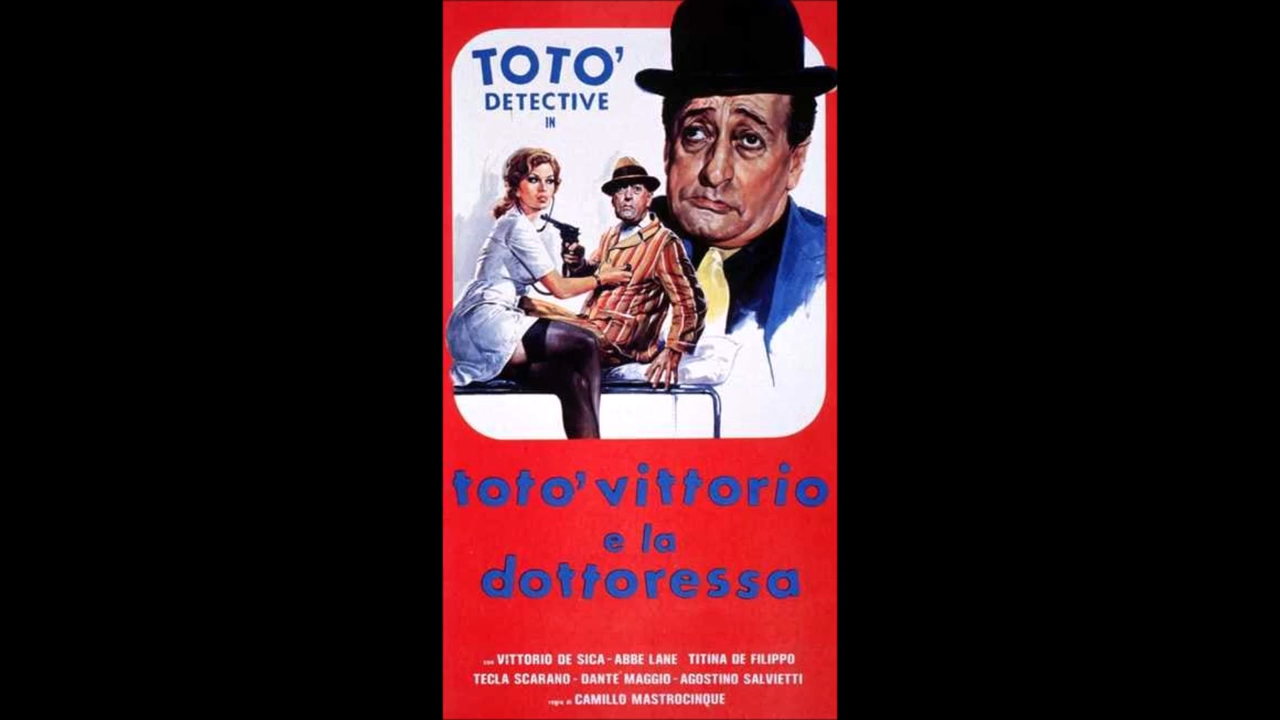 TOTO'
DETECTIVE
IN
toto' vittorio
e la
dottoressa
con VITTORIO DE SICA - ABBE LANE TITINA DE FILIPPO
TECLA SCARANO - DANTE MAGGIO - AGOSTINO SALVIETTI
regia di CAMILLO MASTROCINQUE